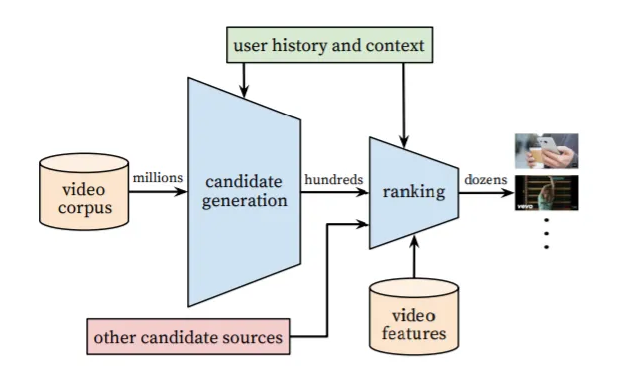 user history and context
millions
video
corpus
candidate
generation
hundreds
ranking
dozens
vevo
other candidate sources
video
features